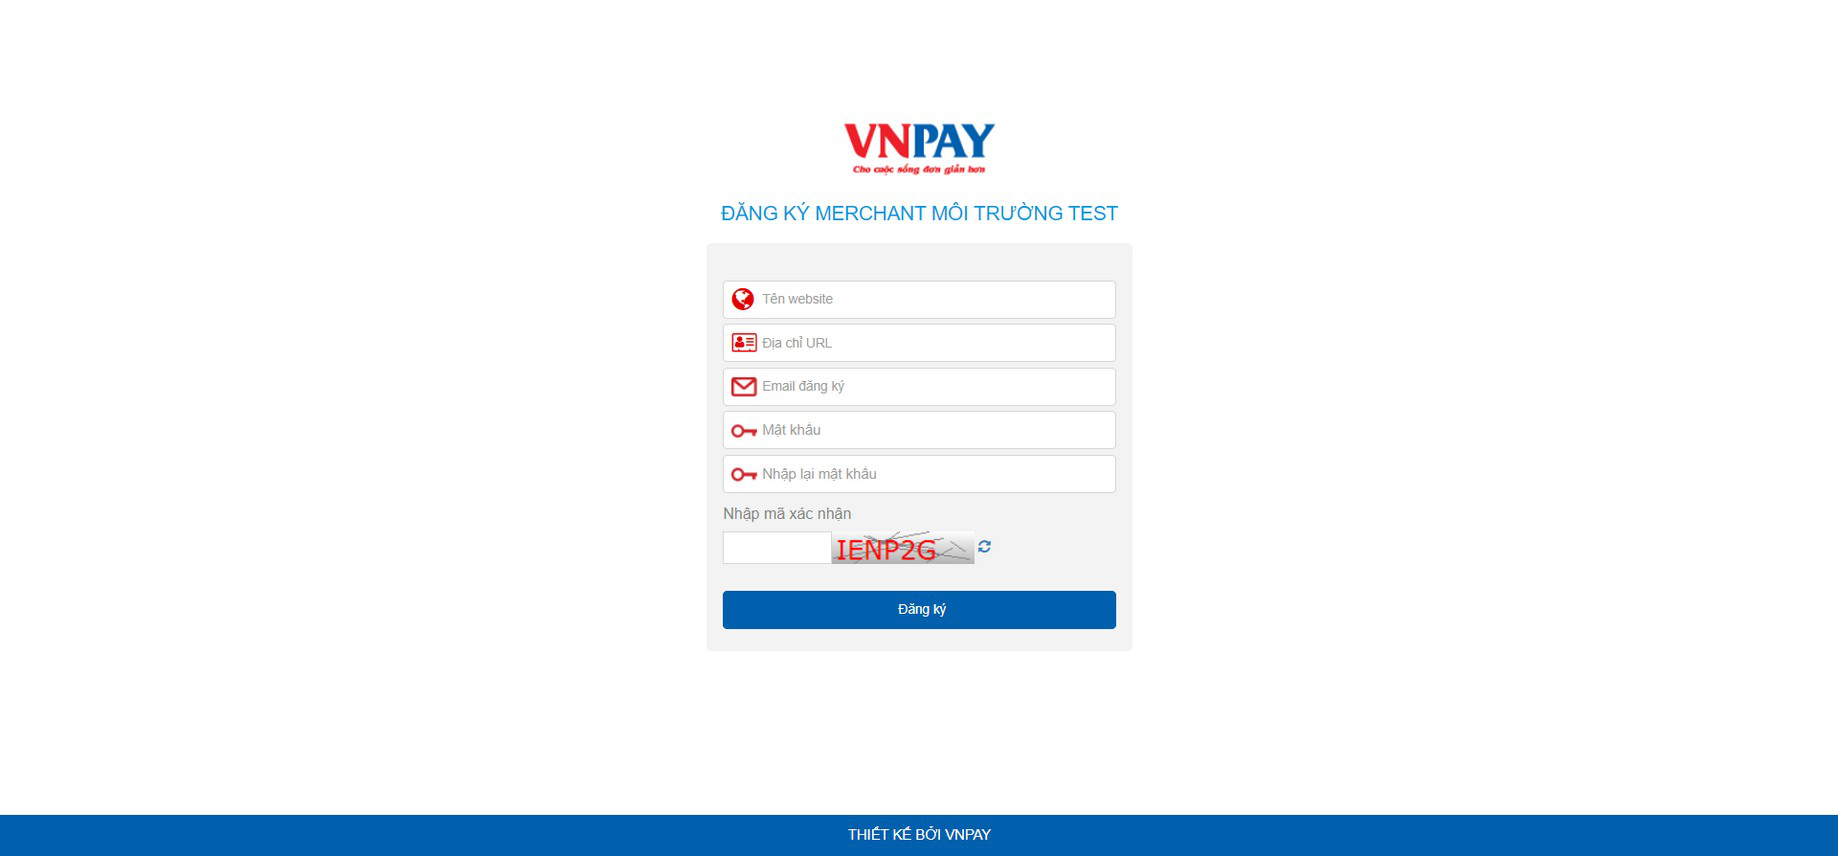 VNPAY
Cho cuộc sống đơn giản hơn
ĐĂNG KÝ MERCHANT MÔI TRƯỜNG TEST
Tên website
Địa chỉ URL
Email đăng ký
Mật khẩu
Nhập lại mật khẩu
Nhập mã xác nhận
IENP2G
Đăng ký
THIẾT KẾ BỞI VNPAY